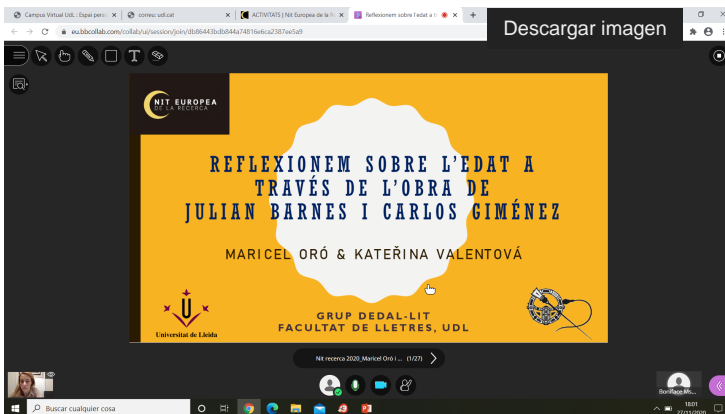 Campus Virtual UdL : Espai perso
correu: udl.cat
ACTIVITATS | Nit Europea de la R
Reflexionem sobre l'edat a t
Descargar imagen
eu.bbcollab.com/collab/ui/session/join/db86443bdb844a74816e6ca2387ee5a9
T
NIT EUROPEA
DE LA RECERCA
REFLEXIONEM SOBRE L'EDAT A
TRAVÉS DE L'OBRA DE
JULIAN BARNES I CARLOS GIMÉNEZ
MARICEL ORÓ & KATEŘINA VALENTOVÁ
U
Universitat de Lleida
GRUP DEDAL-LIT
FACULTAT DE LLETRES, UDL
Nit recerca 2020_Maricel Oró i ... (1/27)
Boniface Ms...
Buscar cualquier cosa
18:01
27/11/2020